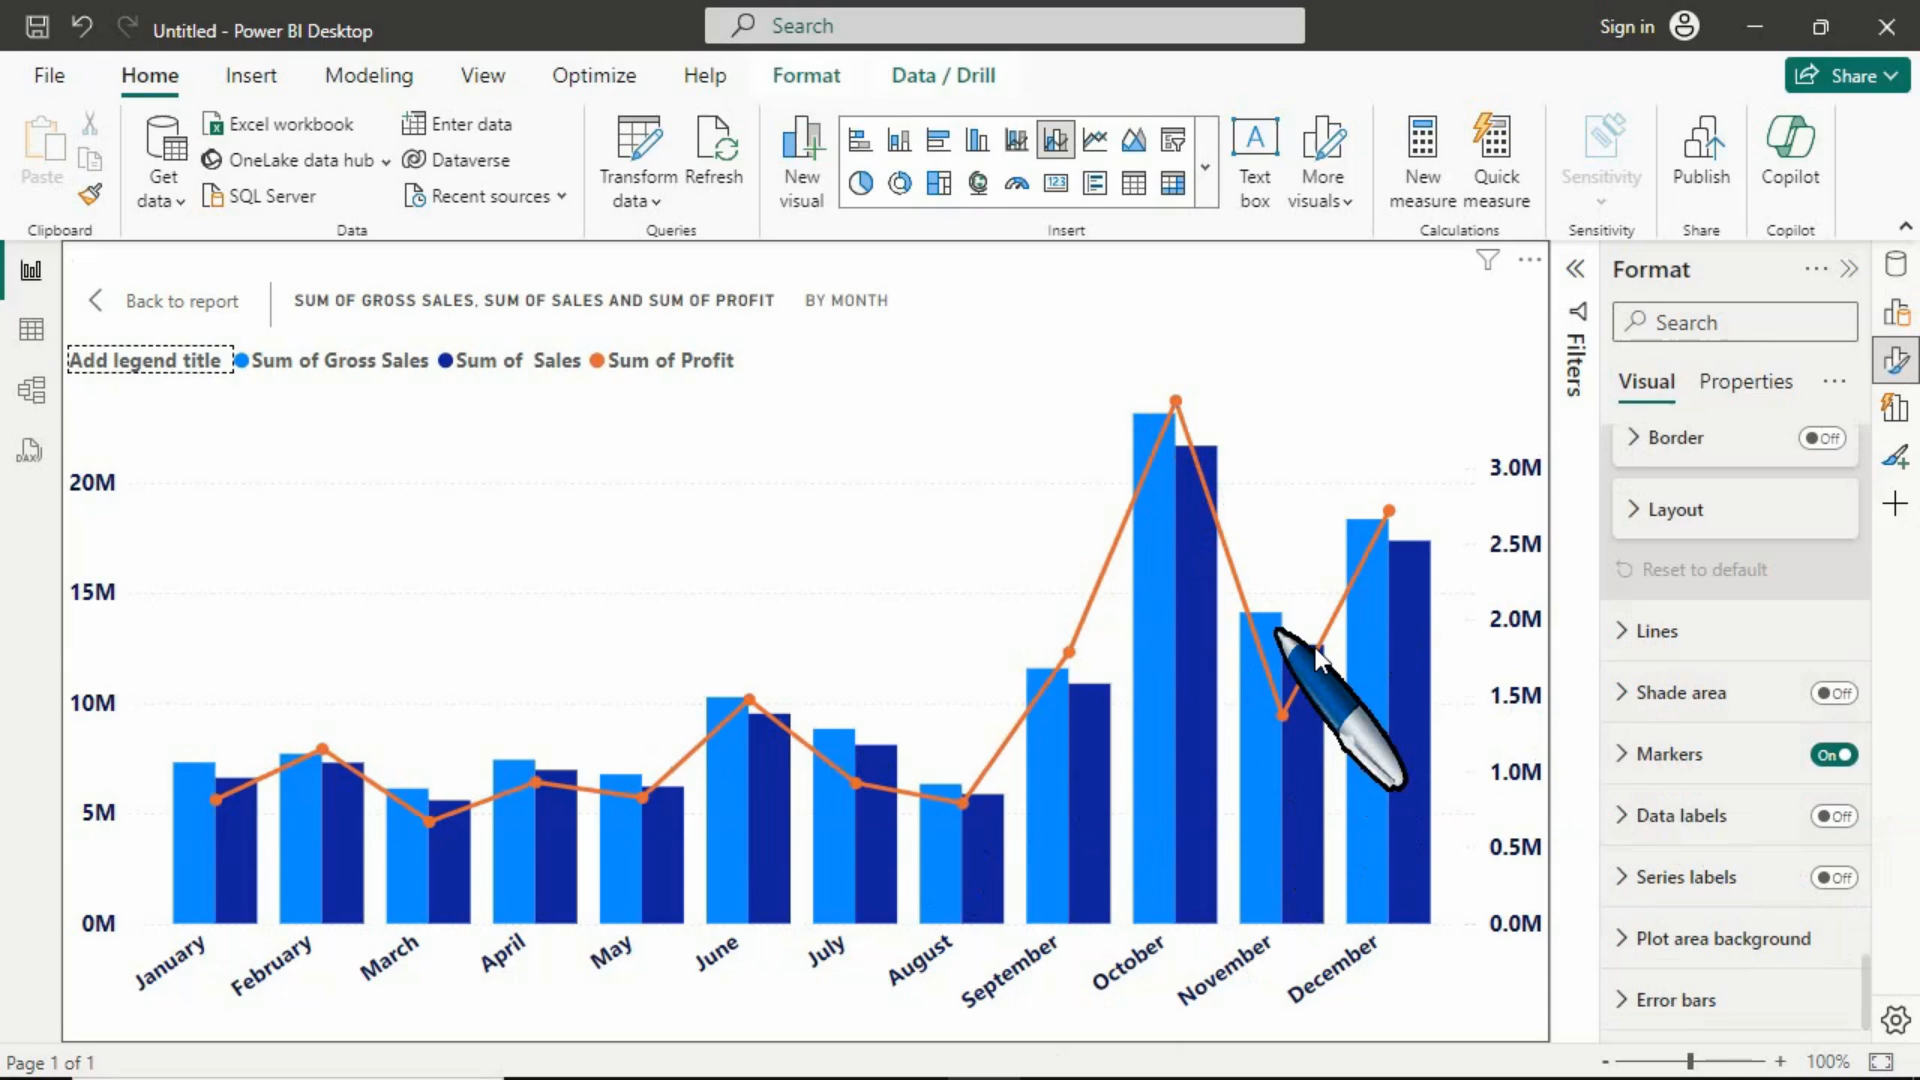 Untitled - Power BI Desktop
Search
Sign in
File Home Insert Modeling View Optimize Help Format Data / Drill
Share
Paste
Clipboard
Get data
Excel workbook
OneLake data hub
SQL Server
Enter data
Dataverse
Recent sources
Data
Transform data
Refresh
Queries
New visual
123
A
Text box
More visuals
Insert
New measure
Quick measure
Calculations
Sensitivity
Sensitivity
Publish
Share
Copilot
Copilot
DAX
Back to report
SUM OF GROSS SALES, SUM OF SALES AND SUM OF PROFIT BY MONTH
Add legend title Sum of Gross Sales Sum of Sales Sum of Profit
20M
15M
10M
5M
0M
3.0M
2.5M
2.0M
1.5M
1.0M
0.5M
0.0M
January
February
March
April
May
June
July
August
September
October
November
December
Filters
Format
Search
Visual Properties
Border Off
Layout
Reset to default
Lines
Shade area Off
Markers On
Data labels Off
Series labels Off
Plot area background
Error bars
Page 1 of 1
- + 100%